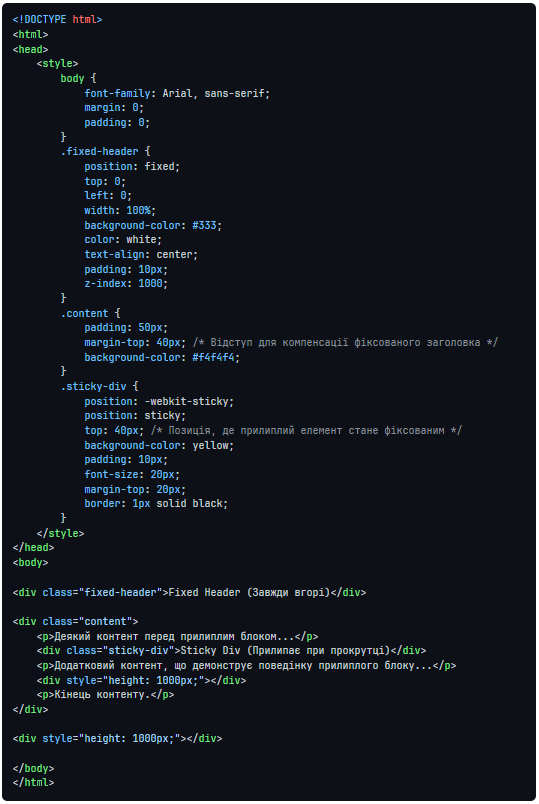 <!DOCTYPE html>
<html>
<head>
    <style>
        body {
            font-family: Arial, sans-serif;
            margin: 0;
            padding: 0;
        }
        .fixed-header {
            position: fixed;
            top: 0;
            left: 0;
            width: 100%;
            background-color: #333;
            color: white;
            text-align: center;
            padding: 10px;
            z-index: 1000;
        }
        .content {
            padding: 50px;
            margin-top: 40px; /* Відступ для компенсації фіксованого заголовка */
            background-color: #f4f4f4;
        }
        .sticky-div {
            position: -webkit-sticky;
            position: sticky;
            top: 40px; /* Позиція, де прилиплий елемент стане фіксованим */
            background-color: yellow;
            padding: 10px;
            font-size: 20px;
            margin-top: 20px;
            border: 1px solid black;
        }
    </style>
</head>
<body>

<div class="fixed-header">Fixed Header (Завжди вгорі)</div>

<div class="content">
    <p>Деякий контент перед прилиплим блоком...</p>
    <div class="sticky-div">Sticky Div (Прилипає при прокрутці)</div>
    <p>Додатковий контент, що демонструє поведінку прилиплого блоку...</p>
    <div style="height: 1000px;"></div>
    <p>Кінець контенту.</p>
</div>

<div style="height: 1000px;"></div>

</body>
</html>